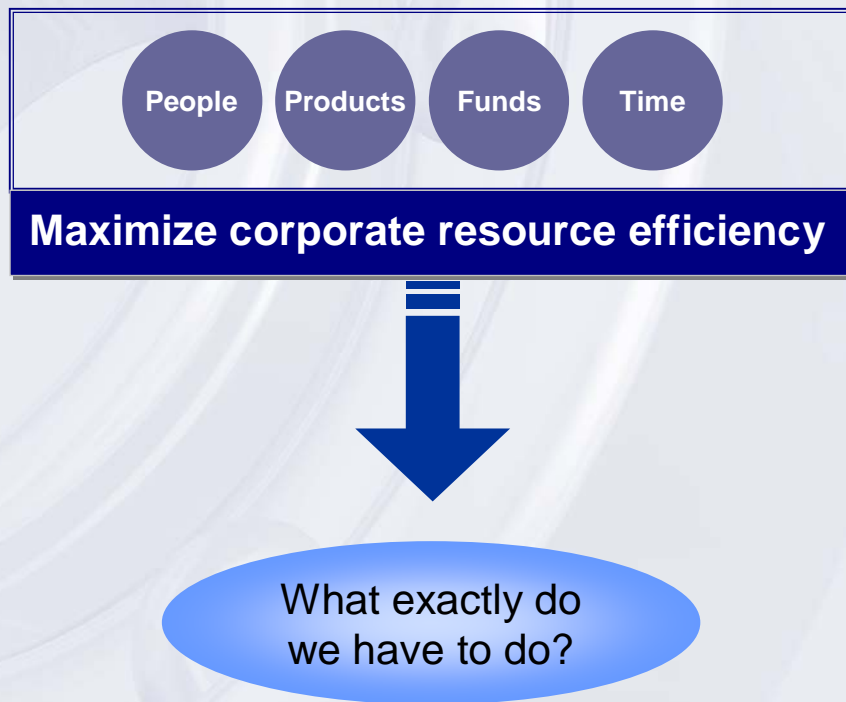 People Products Funds Time
Maximize corporate resource efficiency
What exactly do
we have to do?